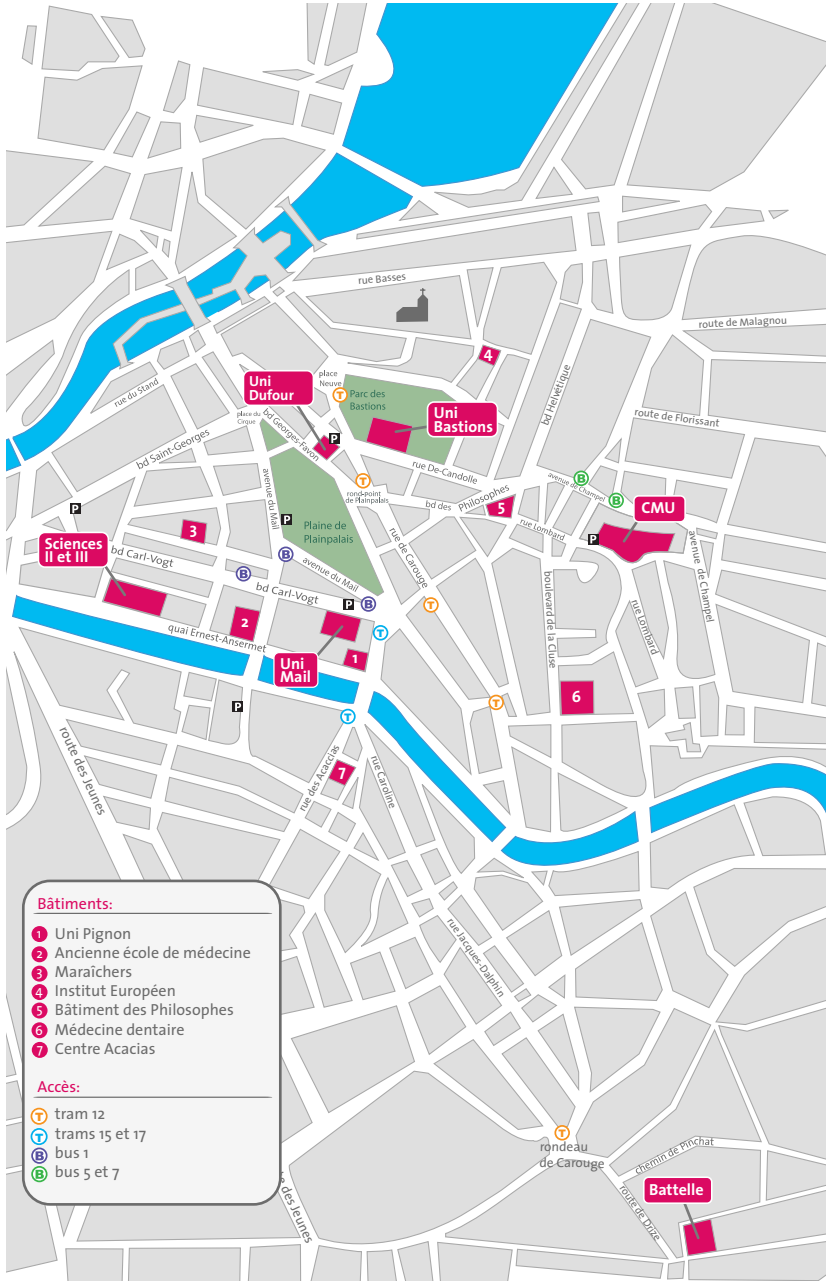 rue Basses
route de Malagnou
4
place
Neuve
T
Parc des
Bastions
Uni
Dufour
rue du Stand
Uni
Bastions
bd Helvétique
route de Florissant
place du
Cirque
bd Georges-Favon
P
bd Saint-Georges
rue De-Candolle
avenue du Mail
T
rond-point
de Plainpalais
B
avenue de Champel
B
bd des Philosophes
5
CMU
P
P
Plaine de
Plainpalais
3
rue Lombard
P
Sciences
II et III
bd Carl-Vogt
B
rue de Carouge
avenue de Champel
B
avenue du Mail
bd Carl-Vogt
P
B
T
boulevard de la Cluse
rue Lombard
2
T
quai Ernest-Ansermet
Uni
Mail
1
6
P
T
T
route des Jeunes
rue des Acaccias
7
rue Caroline
Bâtiments:
1 Uni Pignon
2 Ancienne école de médecine
3 Maraîchers
4 Institut Européen
5 Bâtiment des Philosophes
6 Médecine dentaire
7 Centre Acacias
Accès:
T tram 12
T trams 15 et 17
B bus 1
B bus 5 et 7
rue Jacques-Dalphin
T
rondeau
de Carouge
chemin de Pinchat
route de Drize
Battelle
des Jeunes